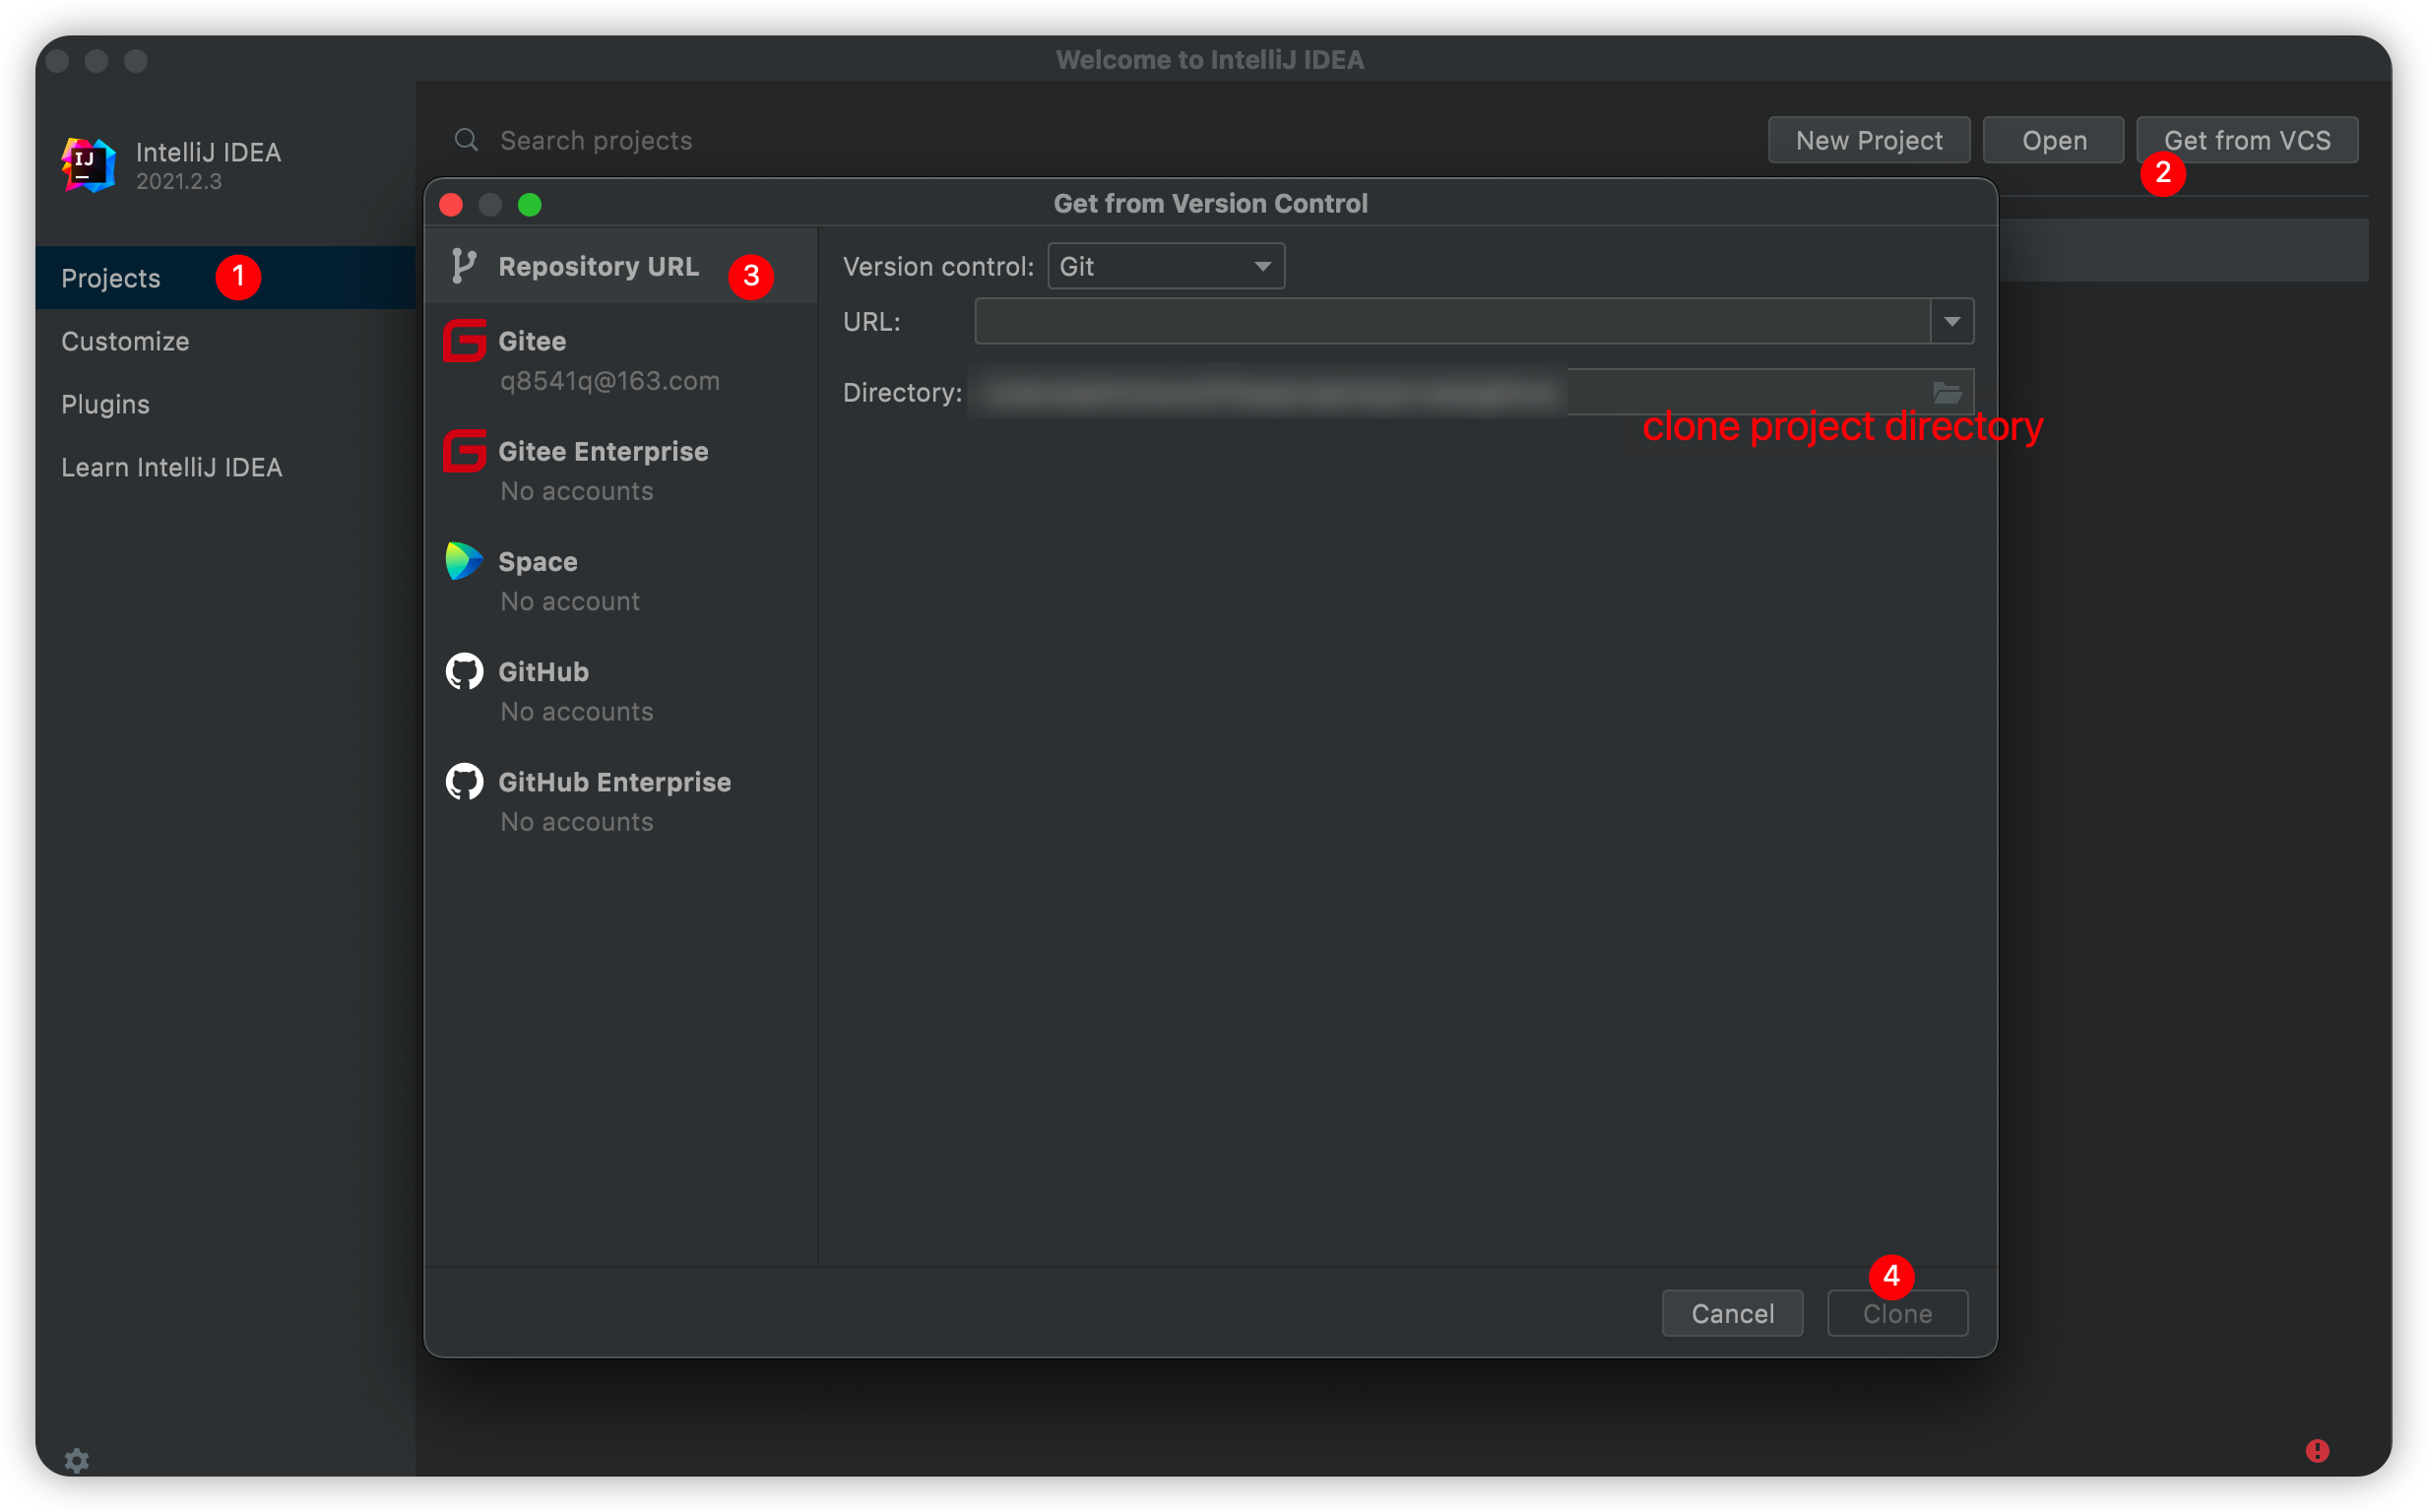 Welcome to IntelliJ IDEA
IJ
IntelliJ IDEA
2021.2.3
Search projects
New Project
Open
Get from VCS
2
Projects
1
Customize
Plugins
Learn IntelliJ IDEA
Get from Version Control
Repository URL
3
Gitee
q8541q@163.com
Gitee Enterprise
No accounts
Space
No account
GitHub
No accounts
GitHub Enterprise
No accounts
Version control: Git
URL:
Directory:
clone project directory
4
Cancel
Clone